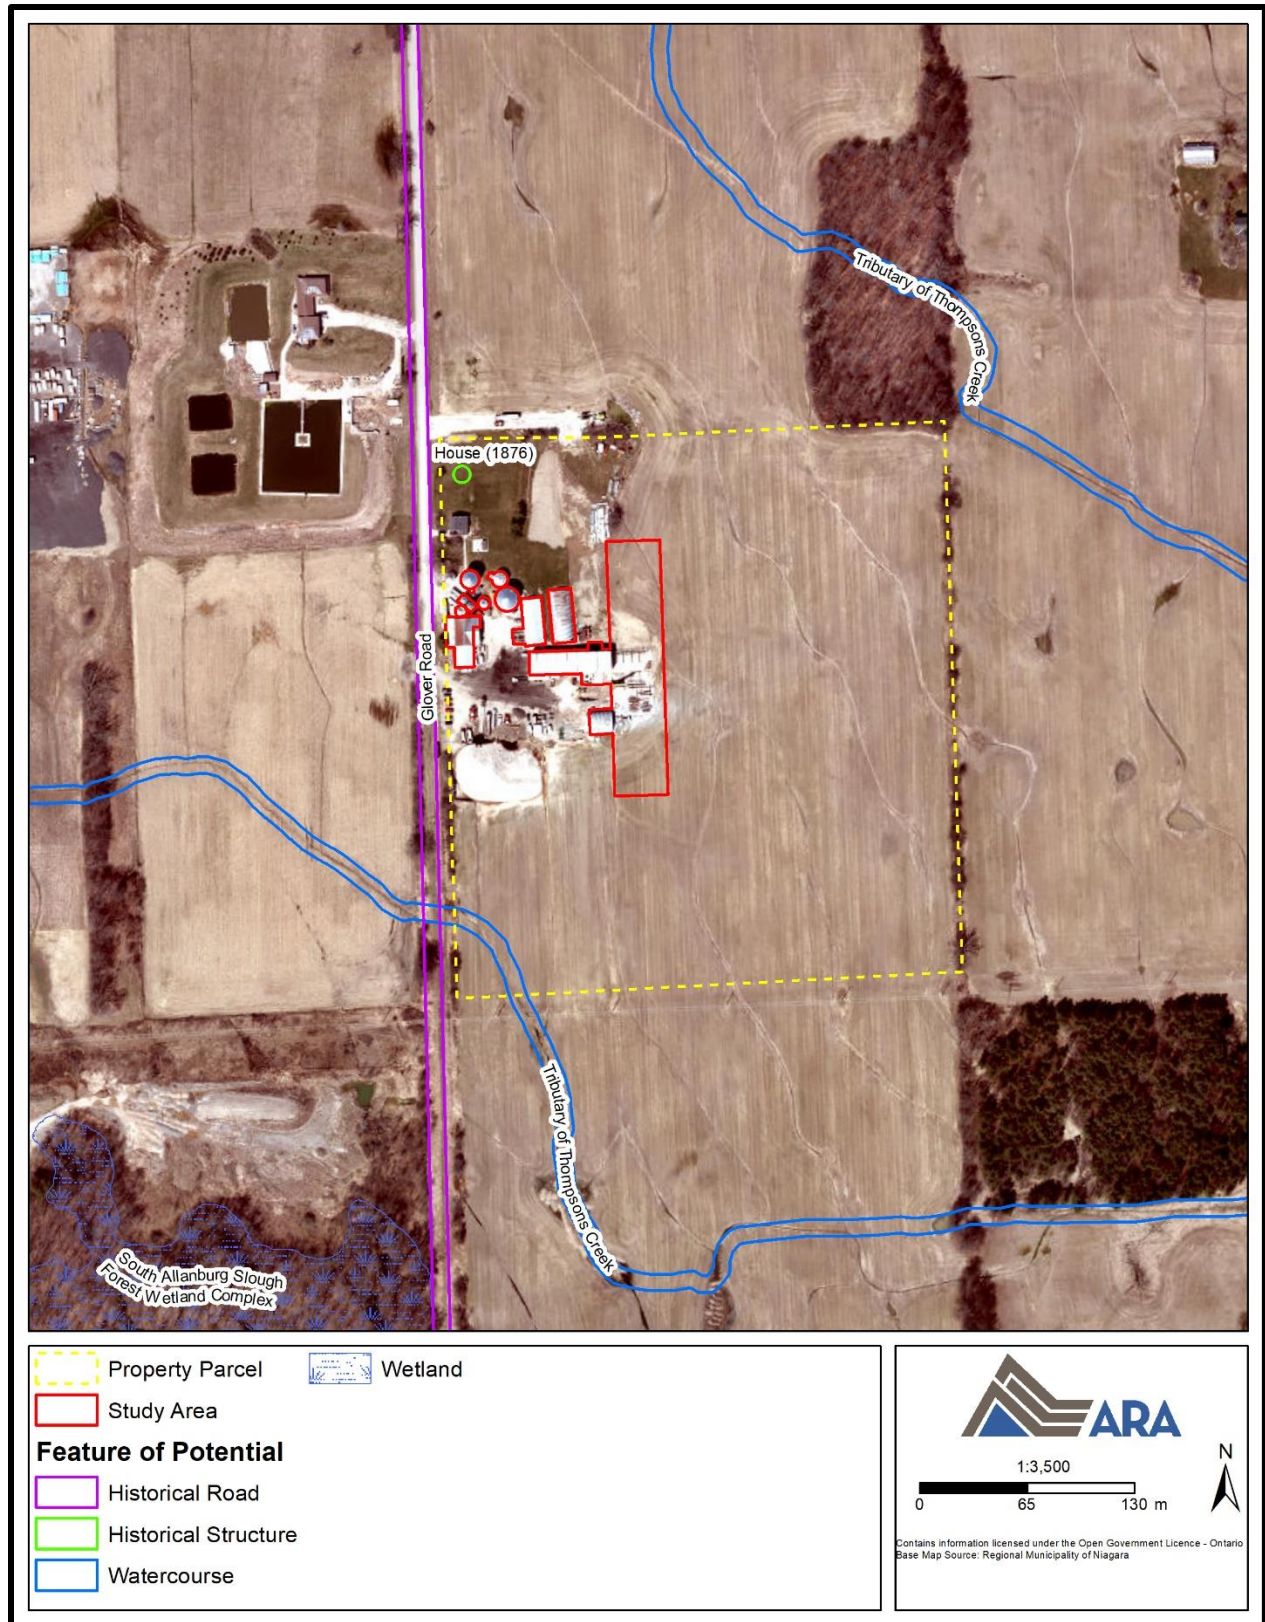 Tributary of Thompsons Creek
House (1876)
Glover Road
Tributary of Thompsons Creek
South Allanburg Slough
Forest Wetland Complex
Property Parcel
Wetland
Study Area
Feature of Potential
Historical Road
Historical Structure
Watercourse
ARA
N
1:3,500
0 65 130 m
Contains information licensed under the Open Government Licence - Ontario
Base Map Source: Regional Municipality of Niagara